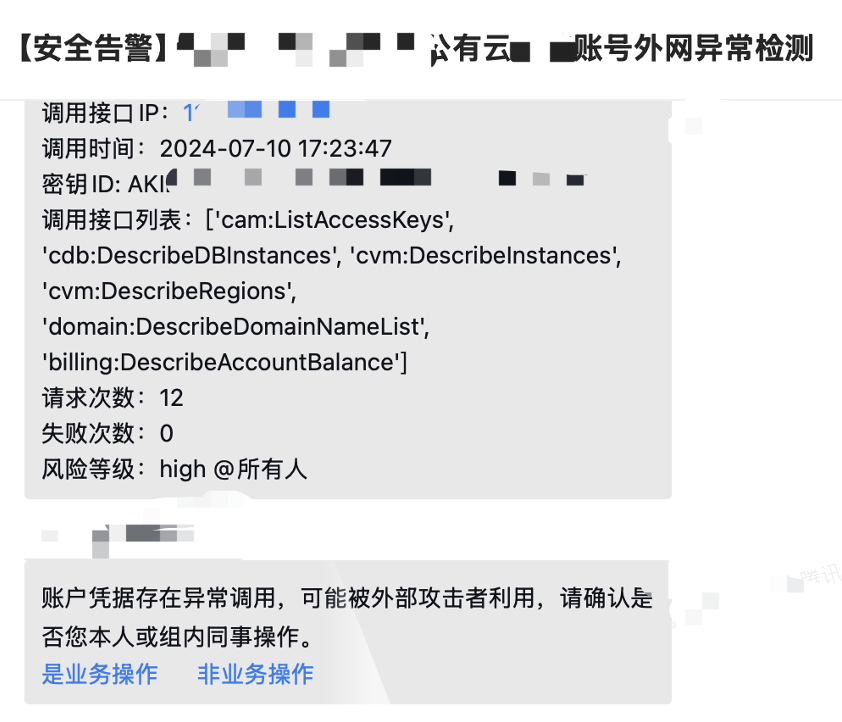 【安全告警】 公有云 账号外网异常检测
调用接口IP：1
调用时间：2024-07-10 17:23:47
密钥ID: AKI
调用接口列表：['cam:ListAccessKeys',
'cdb:DescribeDBInstances', 'cvm:DescribeInstances',
'cvm:DescribeRegions',
'domain:DescribeDomainNameList',
'billing:DescribeAccountBalance']
请求次数：12
失败次数：0
风险等级：high @所有人
账户凭据存在异常调用，可能被外部攻击者利用，请确认是
否您本人或组内同事操作。
是业务操作 非业务操作
腾讯